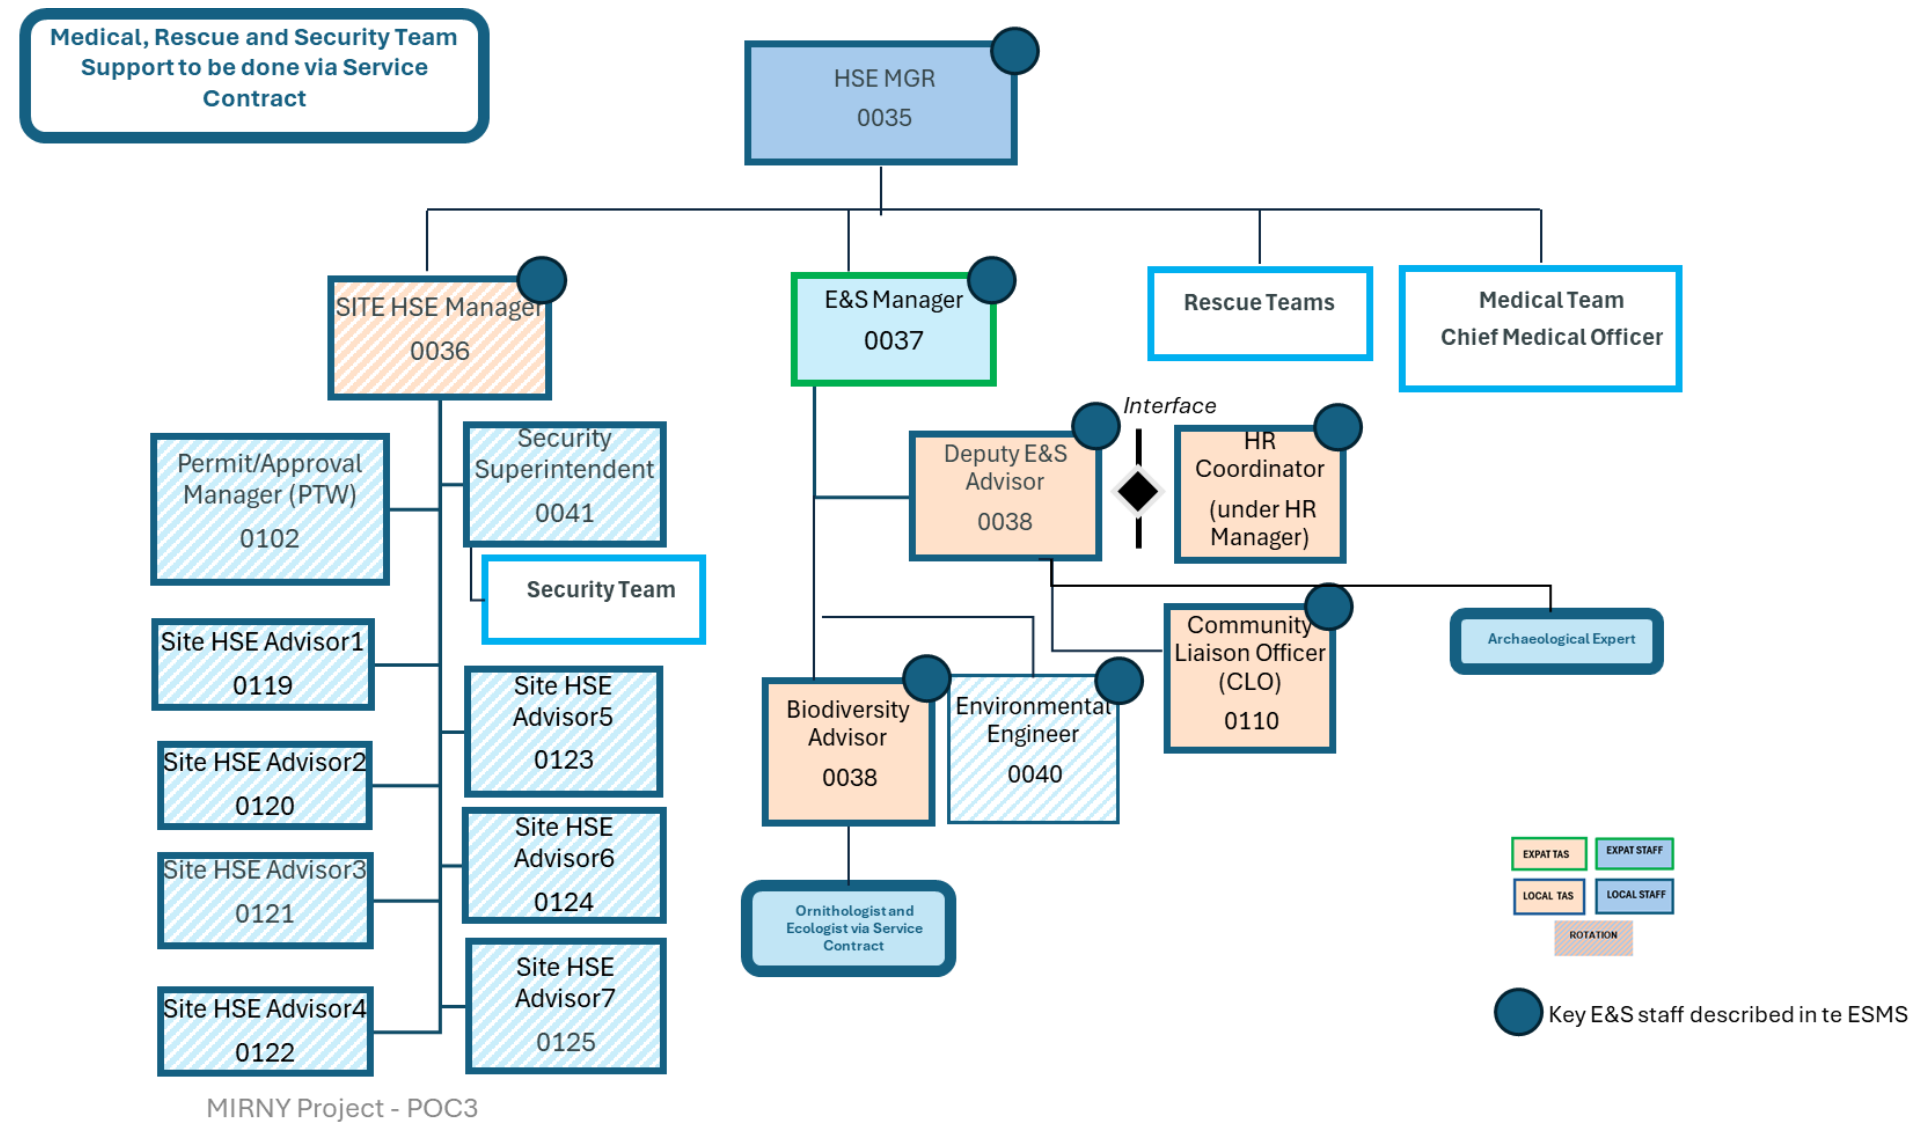 Medical, Rescue and Security Team
Support to be done via Service
Contract
HSE MGR
0035
SITE HSE Manager
0036
E&S Manager
0037
Rescue Teams
Medical Team
Chief Medical Officer
Permit/Approval
Manager (PTW)
0102
Security
Superintendent
0041
Security Team
Deputy E&S
Advisor
0038
Interface
HR
Coordinator
(under HR
Manager)
Site HSE Advisor1
0119
Site HSE
Advisor5
0123
Site HSE Advisor2
0120
Site HSE
Advisor6
0124
Site HSE Advisor3
0121
Site HSE
Advisor7
0125
Site HSE Advisor4
0122
Biodiversity
Advisor
0038
Environmental
Engineer
0040
Community
Liaison Officer
(CLO)
0110
Archaeological Expert
Ornithologist and
Ecologist via Service
Contract
EXPAT TAS
EXPAT STAFF
LOCAL TAS
LOCAL STAFF
ROTATION
Key E&S staff described in te ESMS
MIRNY Project - POC3